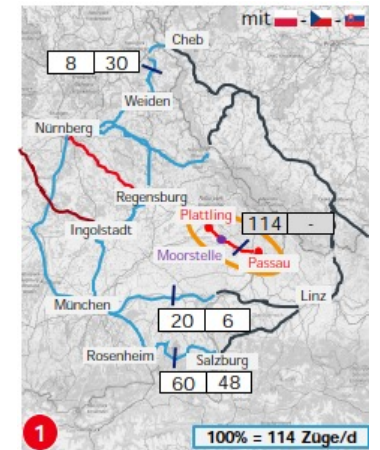 mit - -
Cheb
8 30
Weiden
Nürnberg
Regensburg
Plattling
114 -
Ingolstadt
Moorstelle
Passau
München
Linz
20 6
Rosenheim
Salzburg
60 48
1
100% = 114 Züge/d